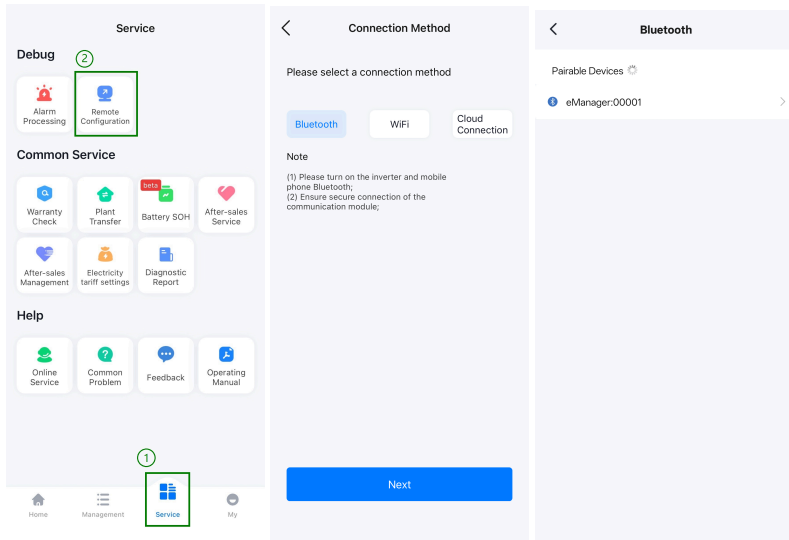 Service
Debug
②
Alarm
Processing
Remote
Configuration
Common Service
Warranty
Check
Plant
Transfer
beta
Battery SOH
After-sales
Service
After-sales
Management
Electricity
tariff settings
Diagnostic
Report
Help
Online
Service
Common
Problem
Feedback
Operating
Manual
①
Home
Management
Service
My
Connection Method
Please select a connection method
Bluetooth
WiFi
Cloud
Connection
Note
(1) Please turn on the inverter and mobile
phone Bluetooth;
(2) Ensure secure connection of the
communication module;
Next
Bluetooth
Pairable Devices
eManager:00001